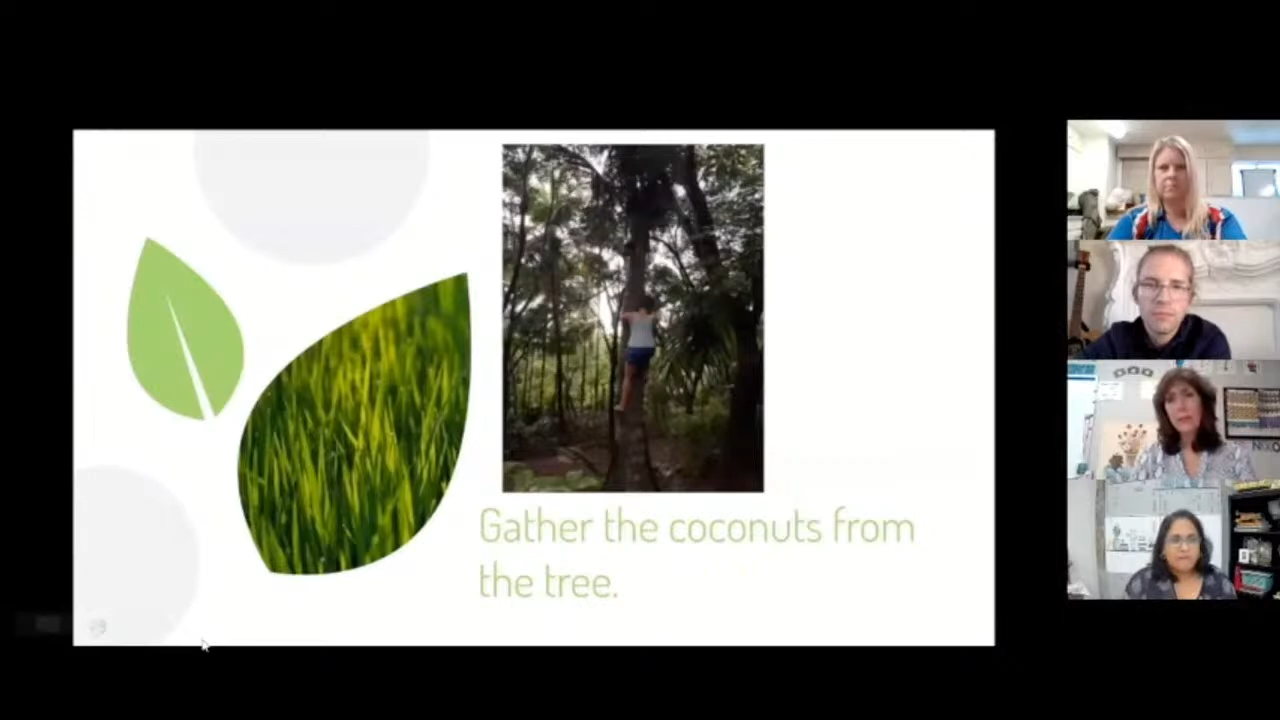 Gather the coconuts from
the tree.